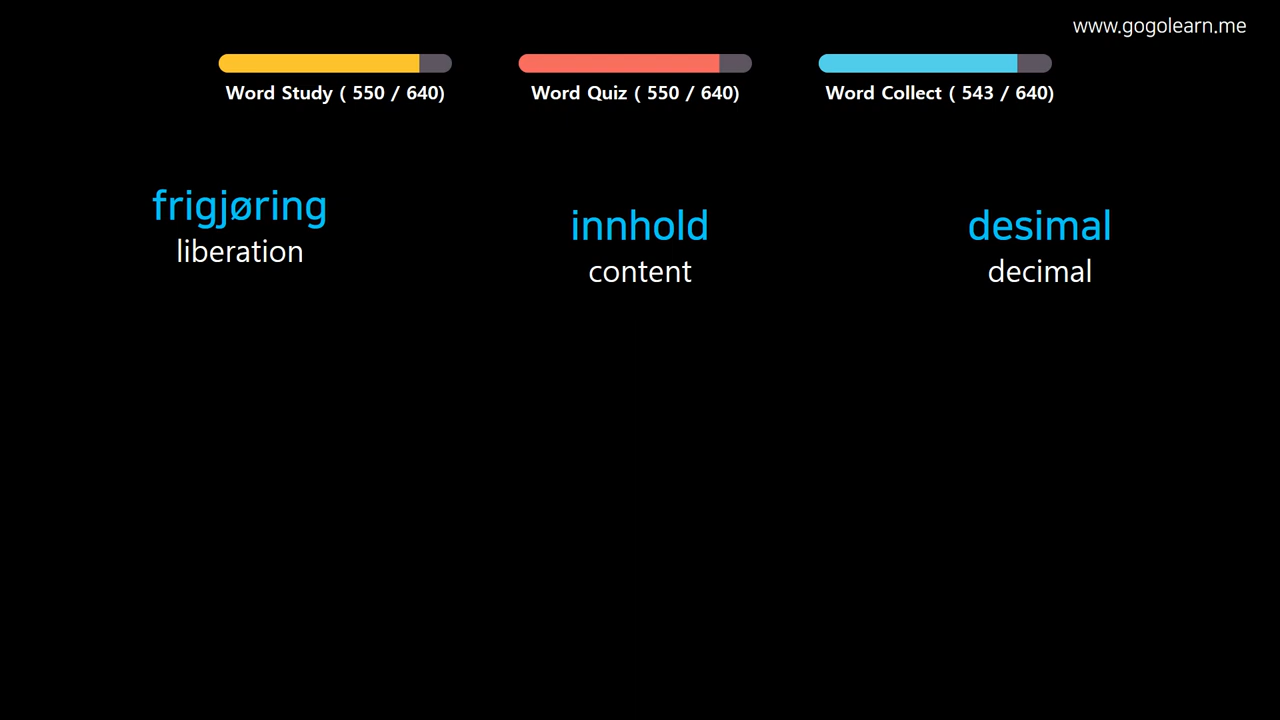 www.gogolearn.me
Word Study ( 550 / 640)
Word Quiz ( 550 / 640)
Word Collect ( 543 / 640)
frigjøring
liberation
innhold
content
desimal
decimal